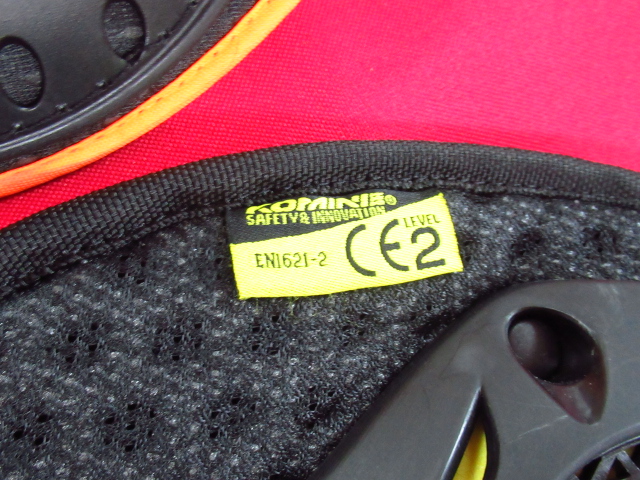 KOMINE®
SAFETY & INNOVATION
EN1621-2 CE LEVEL 2